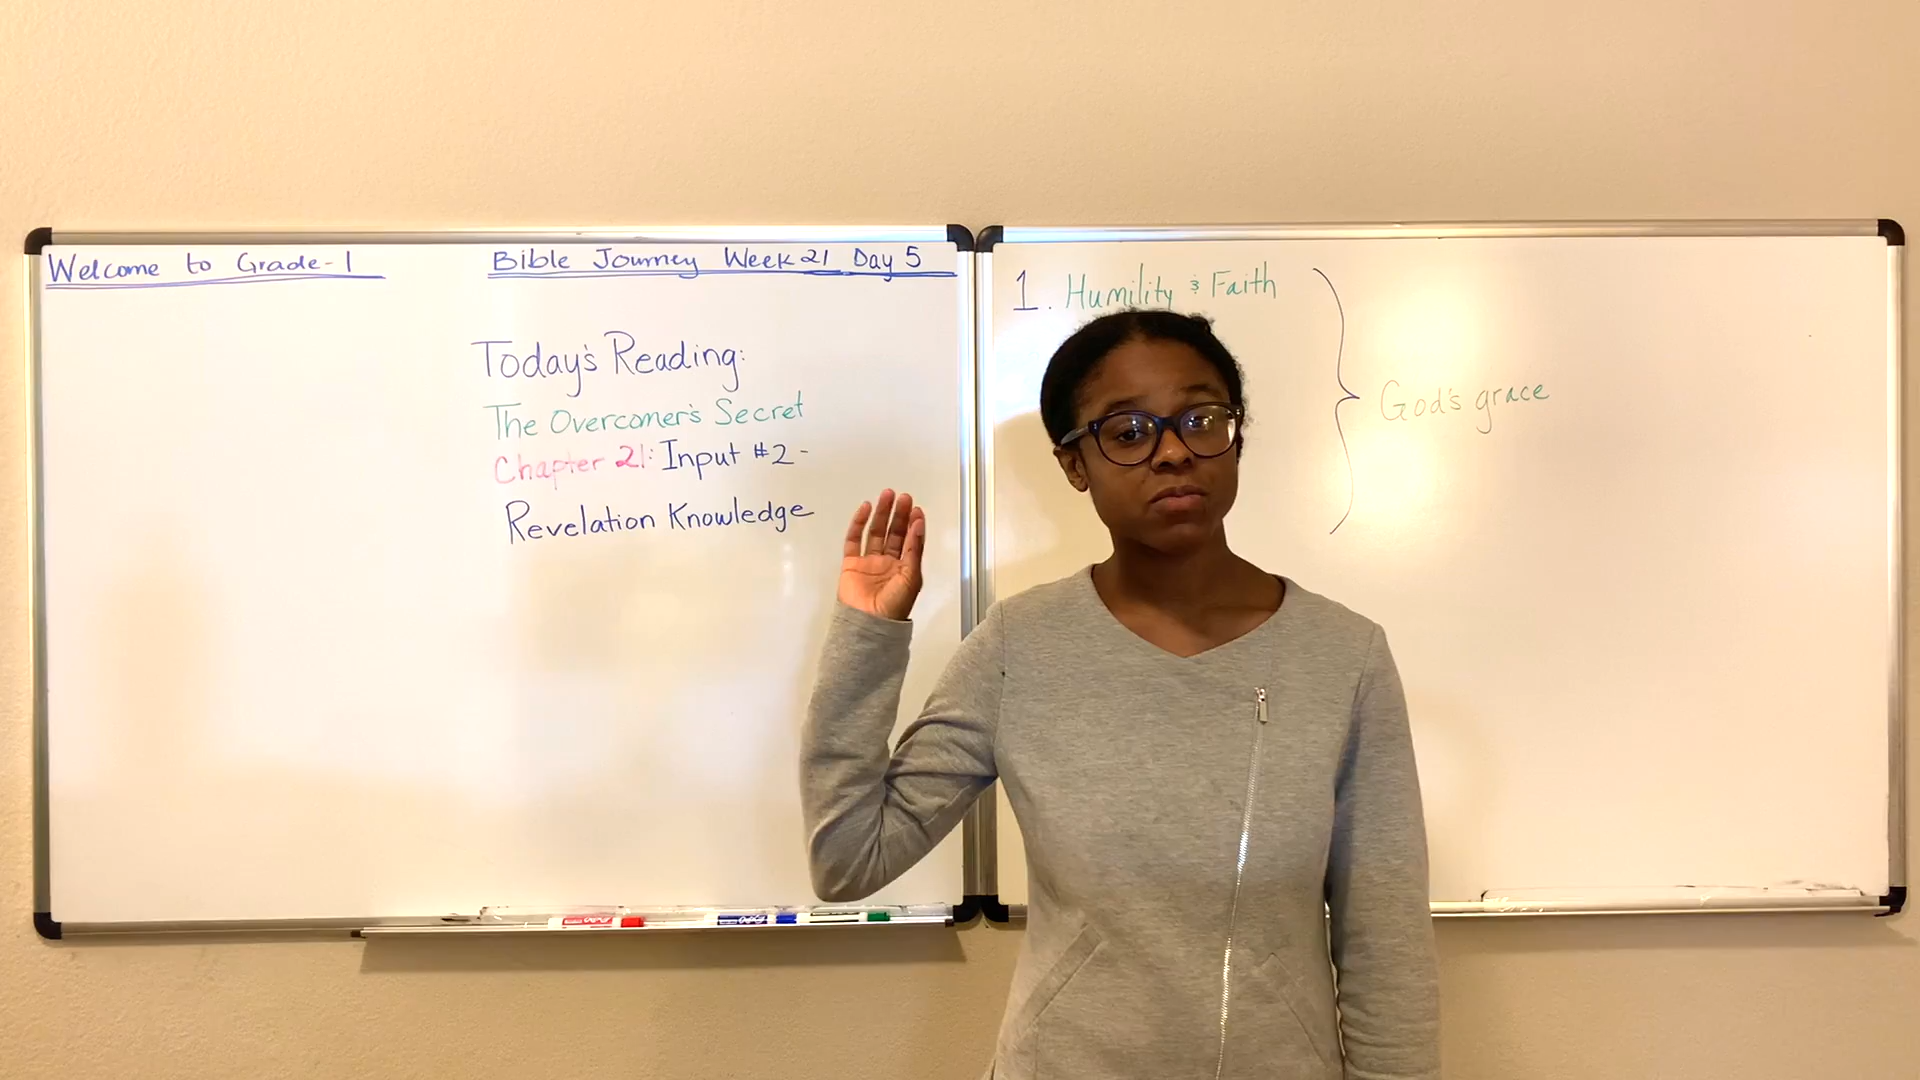 Welcome to Grade-1
Bible Journey Week 21 Day 5
Today's Reading:
The Overcomer's Secret
Chapter 21: Input #2-
Revelation Knowledge
1. Humility & Faith
God's grace